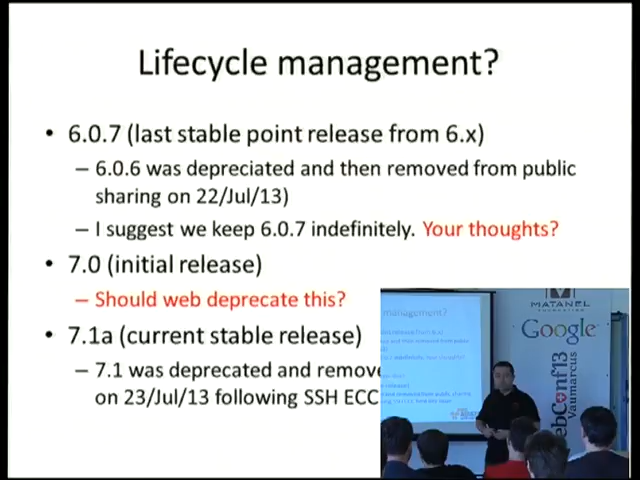 Lifecycle management?
• 6.0.7 (last stable point release from 6.x)
– 6.0.6 was depreciated and then removed from public
sharing on 22/Jul/13)
– I suggest we keep 6.0.7 indefinitely. Your thoughts?
• 7.0 (initial release)
– Should web deprecate this?
• 7.1a (current stable release)
– 7.1 was deprecated and remove
on 23/Jul/13 following SSH ECC
management?
MATANEL
Google
ebConf13
Vaumarcus